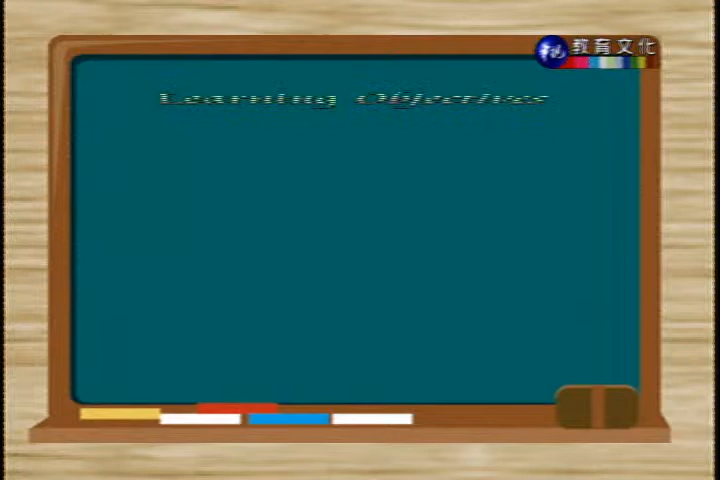 教育文化
Learning Objectives